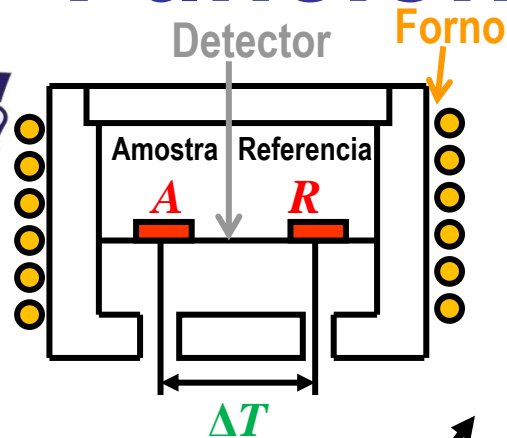 Detector
Forno
Amostra Referencia
A R
ΔT